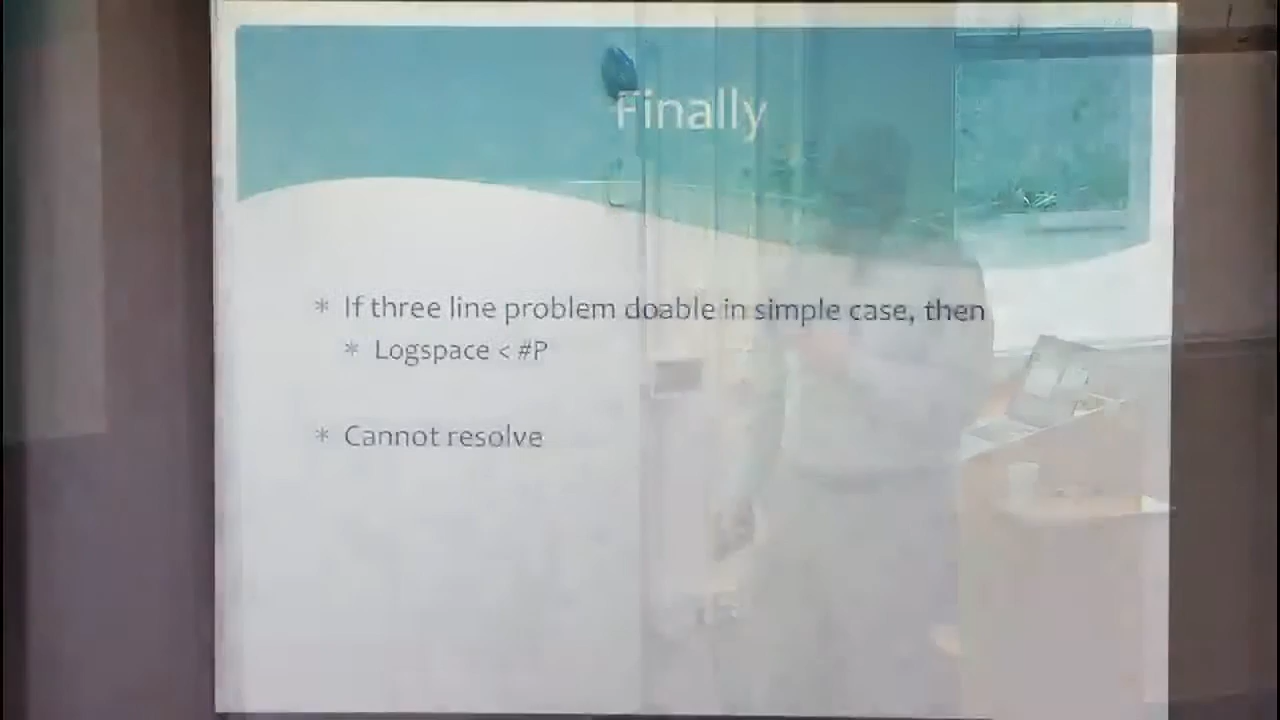 Finally
* If three line problem doable in simple case, then
* Logspace < #P
* Cannot resolve